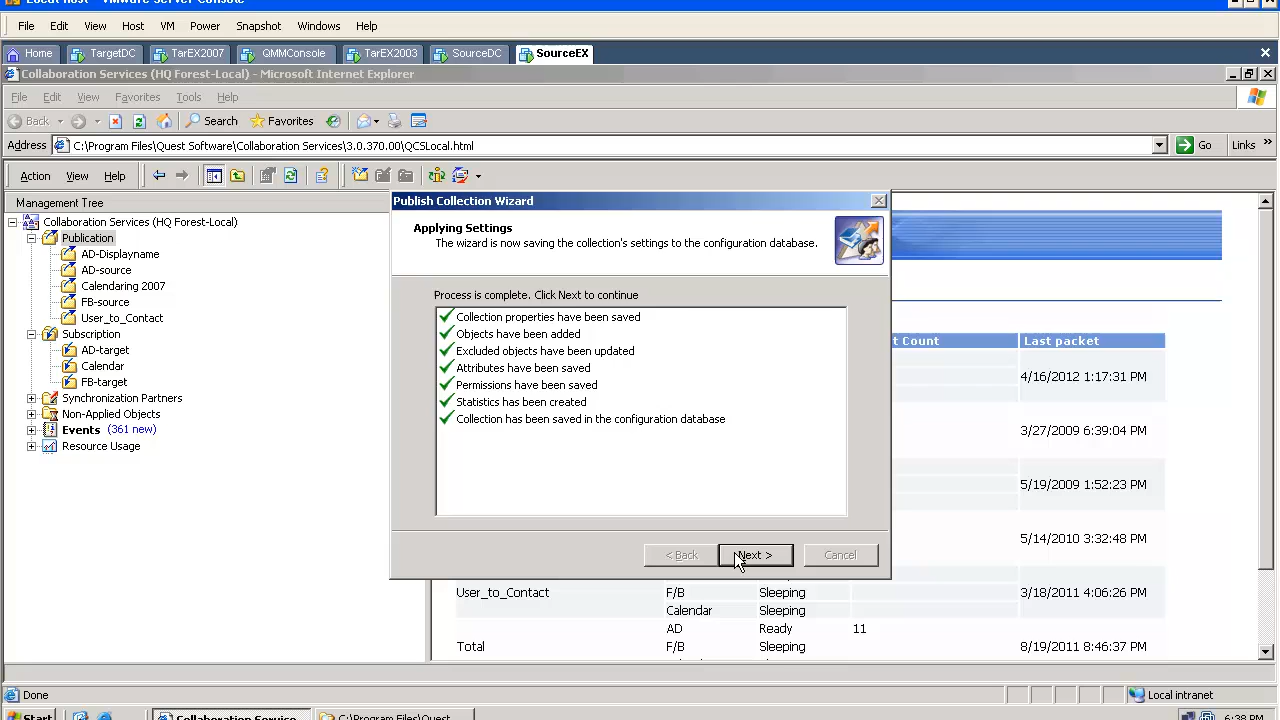 Local host - VMware Server Console
File Edit View Host VM Power Snapshot Windows Help
Home TargetDC TarEX2007 QMMConsole TarEX2003 SourceDC SourceEX
Collaboration Services (HQ Forest-Local) - Microsoft Internet Explorer
File Edit View Favorites Tools Help
Back Search Favorites
Address C:\Program Files\Quest Software\Collaboration Services\3.0.370.00\QCSLocal.html Go Links »
Action View Help
Management Tree
Collaboration Services (HQ Forest-Local)
Publication
AD-Displayname
AD-source
Calendaring 2007
FB-source
User_to_Contact
Subscription
AD-target
Calendar
FB-target
Synchronization Partners
Non-Applied Objects
Events (361 new)
Resource Usage
Publish Collection Wizard
Applying Settings
The wizard is now saving the collection's settings to the configuration database.
Process is complete. Click Next to continue
Collection properties have been saved
Objects have been added
Excluded objects have been updated
Attributes have been saved
Permissions have been saved
Statistics has been created
Collection has been saved in the configuration database
< Back Next > Cancel
t Count Last packet
4/16/2012 1:17:31 PM
3/27/2009 6:39:04 PM
5/19/2009 1:52:23 PM
5/14/2010 3:32:48 PM
User_to_Contact F/B Sleeping 3/18/2011 4:06:26 PM
Calendar Sleeping
AD Ready 11
Total F/B Sleeping 8/19/2011 8:46:37 PM
Done Local intranet
Start Collaboration Service C:\Program Files\Quest 6:38 PM